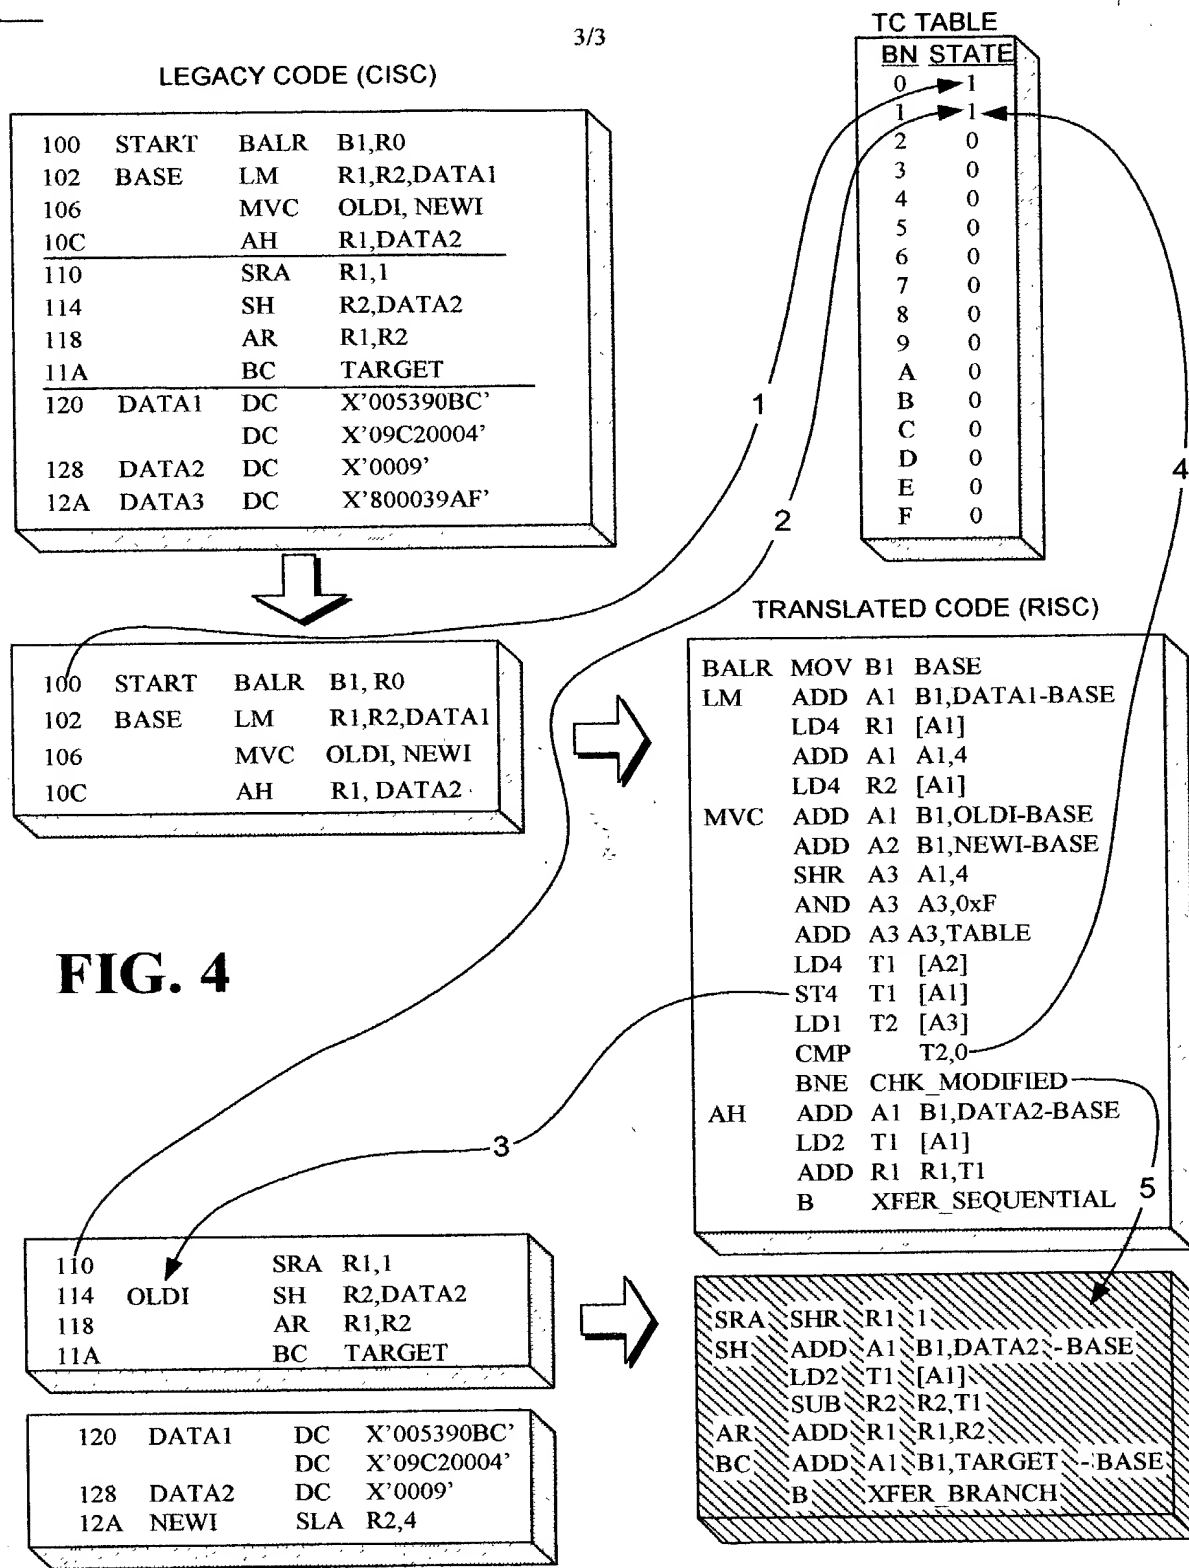 3/3
LEGACY CODE (CISC)
100 START BALR B1,R0
102 BASE LM R1,R2,DATA1
106 MVC OLDI, NEWI
10C AH R1,DATA2
110 SRA R1,1
114 SH R2,DATA2
118 AR R1,R2
11A BC TARGET
120 DATA1 DC X'005390BC'
DC X'09C20004'
128 DATA2 DC X'0009'
12A DATA3 DC X'800039AF'
TC TABLE
BN STATE
0 1
1 1
2 0
3 0
4 0
5 0
6 0
7 0
8 0
9 0
A 0
B 0
C 0
D 0
E 0
F 0
1
2
4
100 START BALR B1, R0
102 BASE LM R1,R2,DATA1
106 MVC OLDI, NEWI
10C AH R1, DATA2
TRANSLATED CODE (RISC)
BALR MOV B1 BASE
LM ADD A1 B1,DATA1-BASE
LD4 R1 [A1]
ADD A1 A1,4
LD4 R2 [A1]
MVC ADD A1 B1,OLDI-BASE
ADD A2 B1,NEWI-BASE
SHR A3 A1,4
AND A3 A3,0xF
ADD A3 A3,TABLE
LD4 T1 [A2]
ST4 T1 [A1]
LD1 T2 [A3]
CMP T2,0
BNE CHK_MODIFIED
AH ADD A1 B1,DATA2-BASE
LD2 T1 [A1]
ADD R1 R1,T1
B XFER_SEQUENTIAL
FIG. 4
3
5
110 SRA R1,1
114 OLDI SH R2,DATA2
118 AR R1,R2
11A BC TARGET
SRA SHR R1 1
SH ADD A1 B1,DATA2 -BASE
LD2 T1 [A1]
SUB R2 R2,T1
AR ADD R1 R1,R2
BC ADD A1 B1,TARGET -BASE
B XFER_BRANCH
120 DATA1 DC X'005390BC'
DC X'09C20004'
128 DATA2 DC X'0009'
12A NEWI SLA R2,4